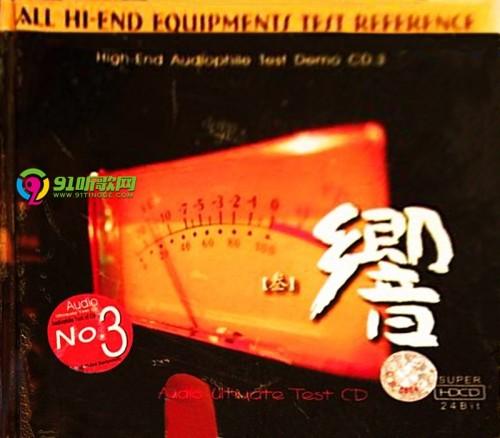 ALL HI-END EQUIPMENTS TEST REFERENCE
High-End Audiophile Test Demo CD.3
91听歌网
WWW.91TINGGE.COM
-10 -7 -5 -3 -2 -1 0
20 40 60 80 100
響
【叁】
Audio
No.3
Audio Ultimate Test CD
SUPER
HDCD
24Bit